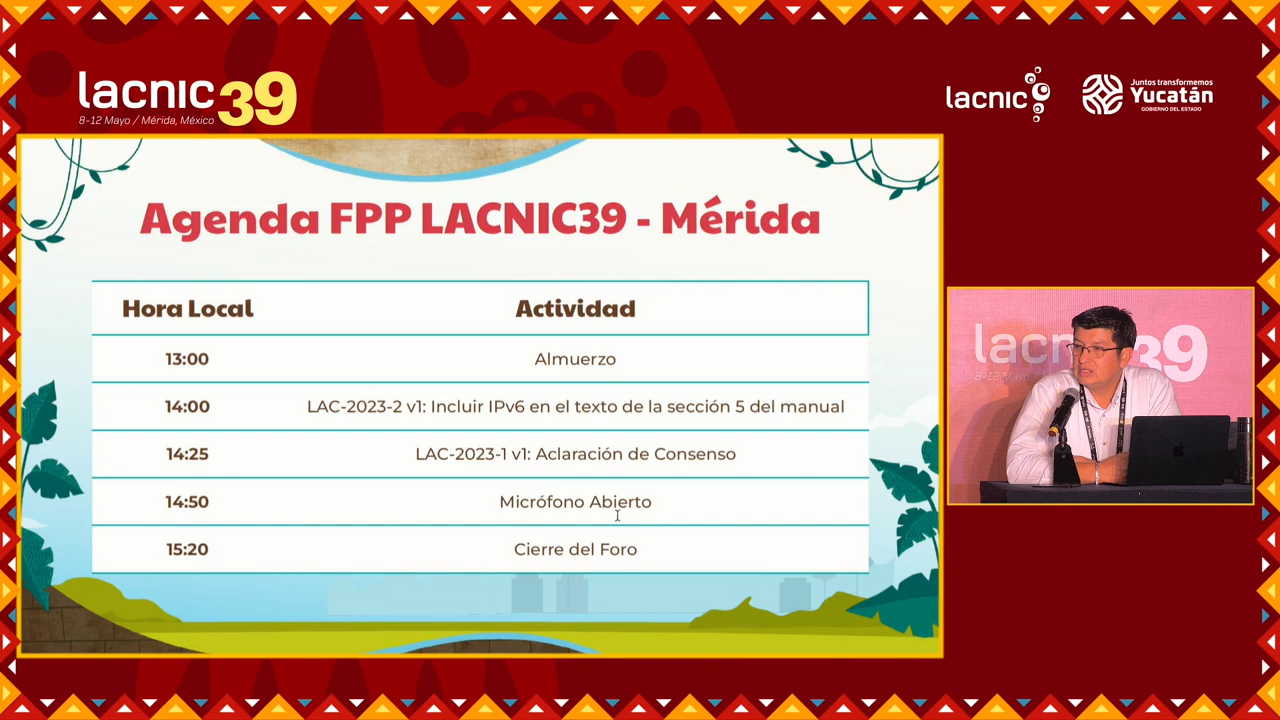 lacnic39
8-12 Mayo / Mérida, México
lacnic
Juntos transformemos
Yucatán
GOBIERNO DEL ESTADO
Agenda FPP LACNIC39 - Mérida
Hora Local Actividad
13:00 Almuerzo
14:00 LAC-2023-2 v1: Incluir IPv6 en el texto de la sección 5 del manual
14:25 LAC-2023-1 v1: Aclaración de Consenso
14:50 Micrófono Abierto
15:20 Cierre del Foro
lacn 39
8-12 Mayo